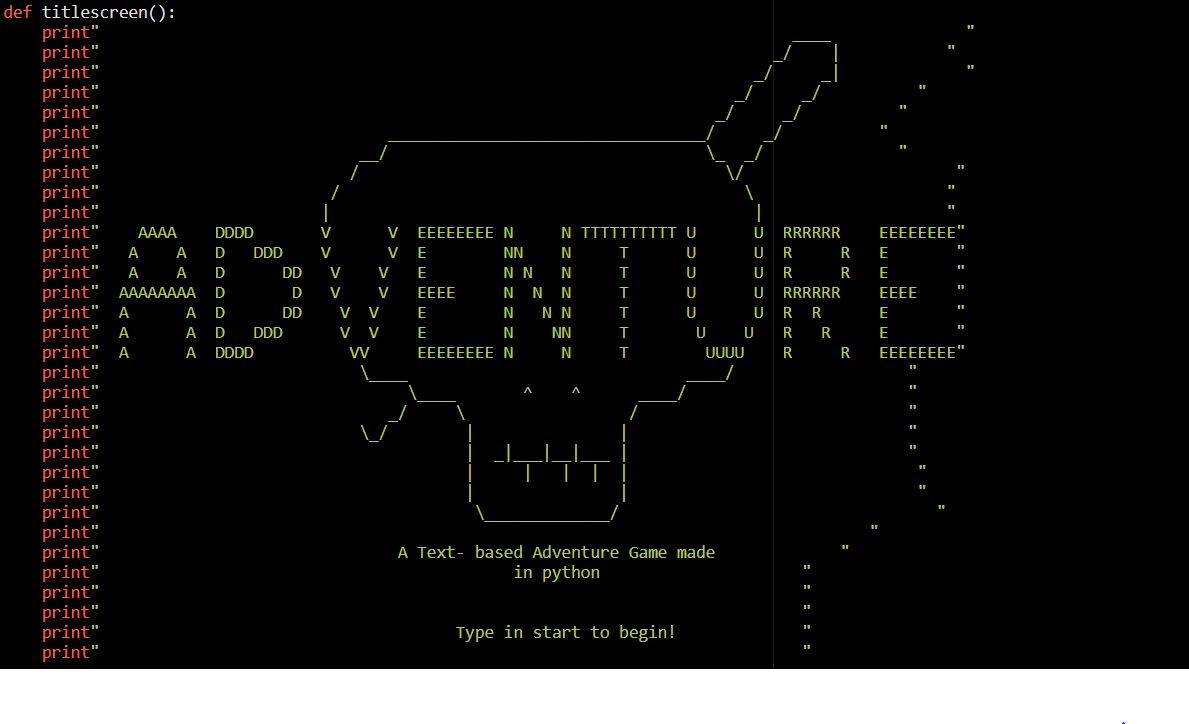 def titlescreen():
    print"                                                                        ____              "
    print"                                                                      _/    |           "
    print"                                                                    _/     _|             "
    print"                                                                  _/     _/          "
    print"                                                                _/     _/          "
    print"                              _________________________________/     _/          "
    print"                           __/                                 \_  _/              "
    print"                          /                                      \/                      "
    print"                        /                                          \                    "
    print"                       |                                            |                   "
    print"    AAAA    DDDD       V      V  EEEEEEEE N     N TTTTTTTTTT U      U  RRRRRR    EEEEEEEE"
    print"   A    A   D   DDD    V      V  E        NN    N     T      U      U  R     R   E       "
    print"   A    A   D      DD   V    V   E        N N   N     T      U      U  R     R   E       "
    print"  AAAAAAAA  D       D   V    V   EEEE     N  N  N     T      U      U  RRRRRR    EEEE    "
    print"  A      A  D      DD    V  V    E        N   N N     T      U      U  R  R      E       "
    print"  A      A  D   DDD      V  V    E        N    NN     T       U    U   R   R     E       "
    print"  A      A  DDDD          VV     EEEEEEEE N     N     T        UUUU    R     R   EEEEEEEE"
    print"                           \____                             ____/                  "
    print"                                \____       ^    ^      ____/                       "
    print"                              _/     \                 /                            "
    print"                           \_/        |               |                             "
    print"                                      |  _|___|__|___ |                             "
    print"                                      |     |   |  |  |                              "
    print"                                      |               |                              "
    print"                                       \_____________/                                 "
    print"                                                                                "
    print"                               A Text- based Adventure Game made             "
    print"                                           in python                     "
    print"                                                                         "
    print"                                                                         "
    print"                                     Type in start to begin!             "
    print"                                                                         "